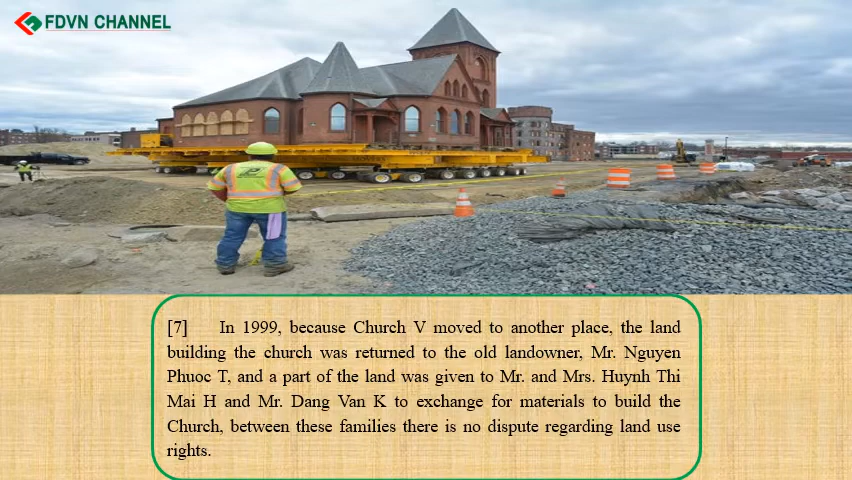 FDVN CHANNEL
[7] In 1999, because Church V moved to another place, the land
building the church was returned to the old landowner, Mr. Nguyen
Phuoc T, and a part of the land was given to Mr. and Mrs. Huynh Thi
Mai H and Mr. Dang Van K to exchange for materials to build the
Church, between these families there is no dispute regarding land use
rights.